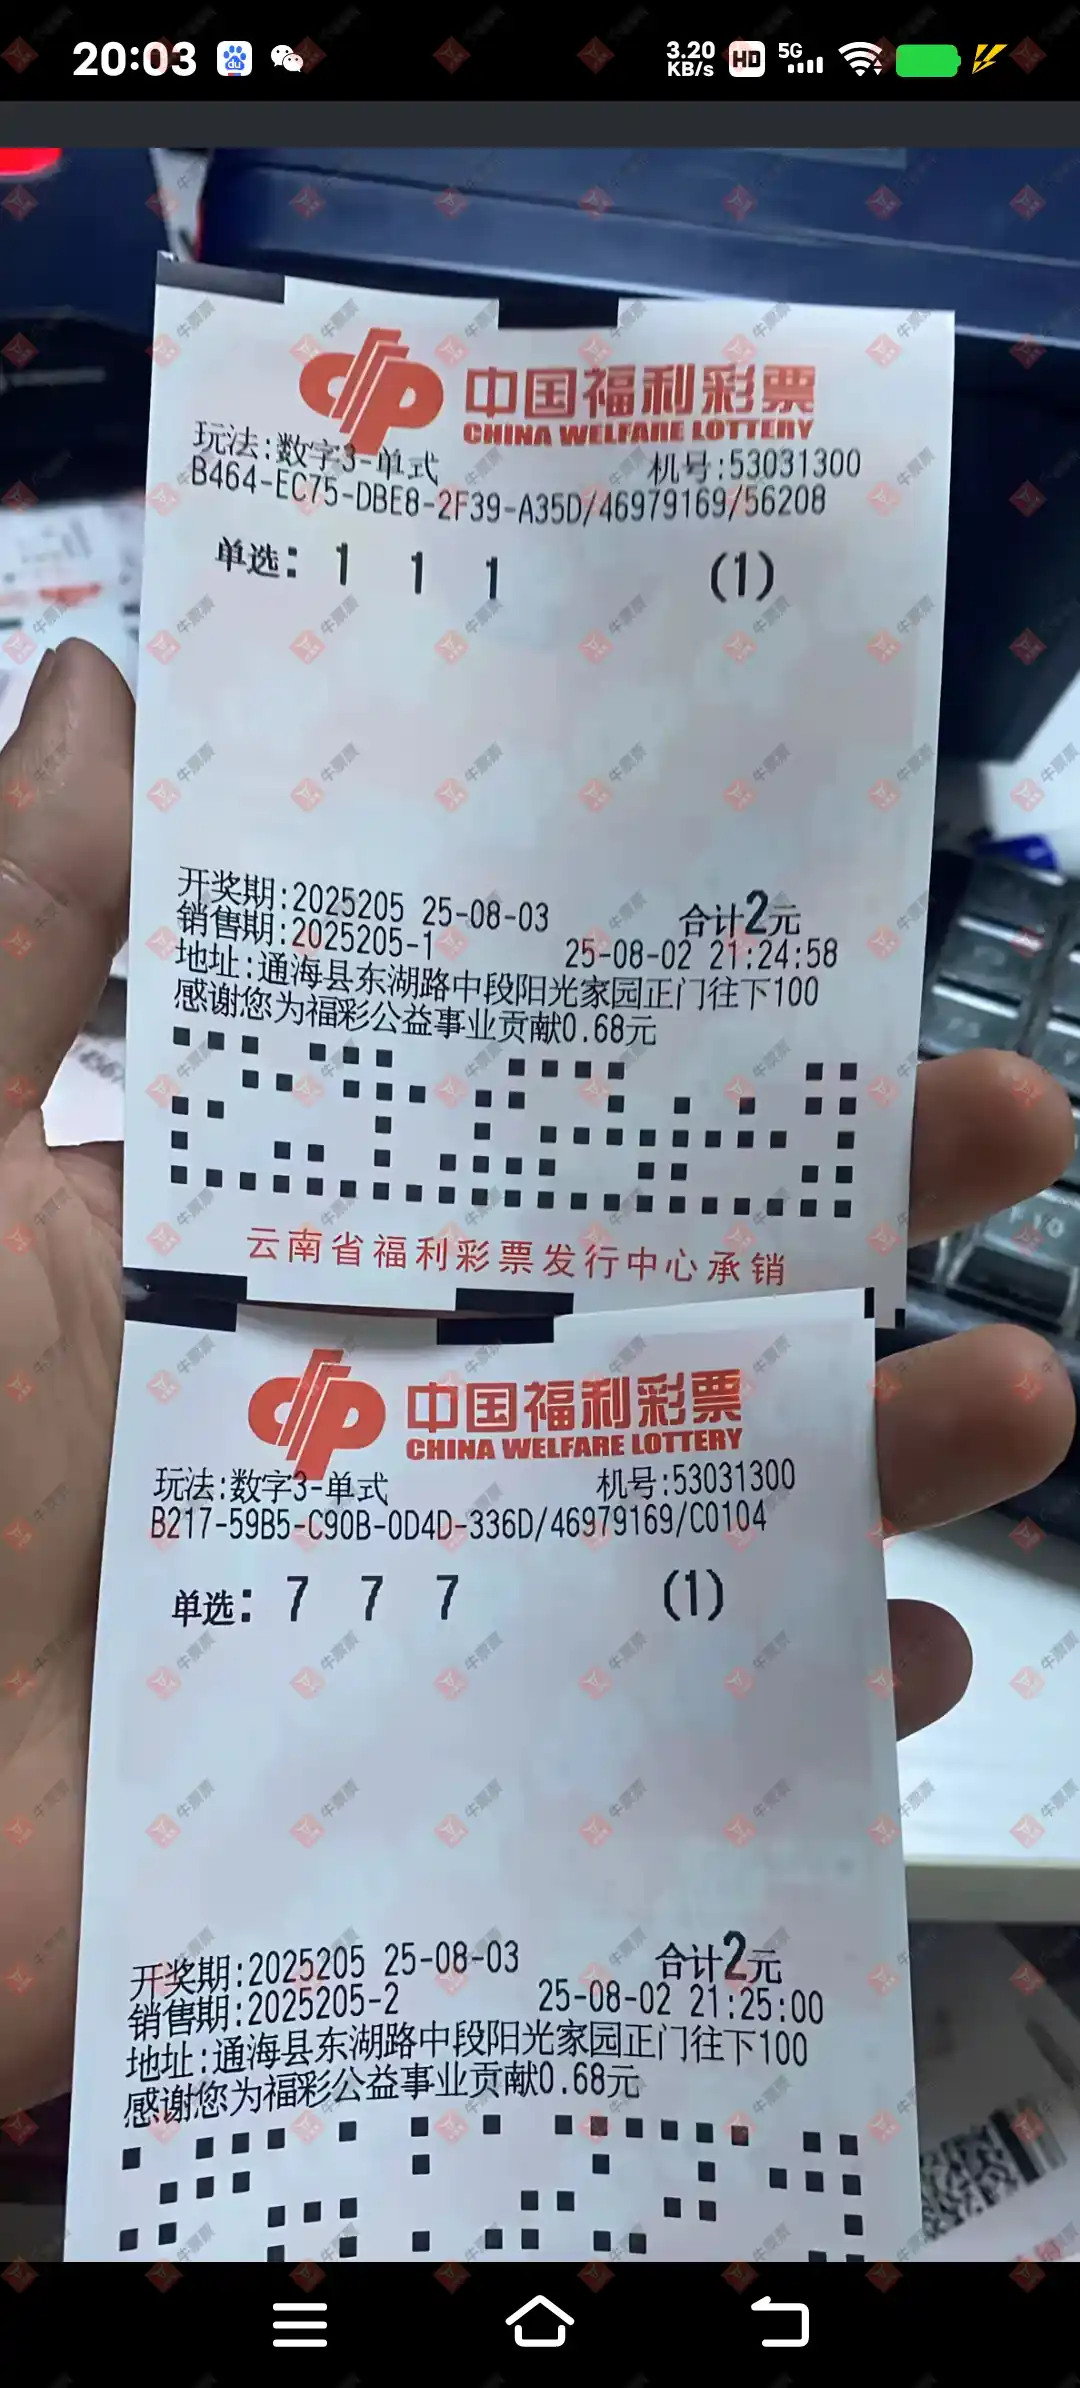 20:03
3.20 KB/s HD 5G
中国福利彩票
CHINA WELFARE LOTTERY
玩法:数字3-单式 机号:53031300
B464-EC75-DBE8-2F39-A35D/46979169/56208
单选: 1 1 1 (1)
开奖期:2025205 25-08-03 合计2元
销售期:2025205-1 25-08-02 21:24:58
地址:通海县东湖路中段阳光家园正门往下100
感谢您为福彩公益事业贡献0.68元
云南省福利彩票发行中心承销
中国福利彩票
CHINA WELFARE LOTTERY
玩法:数字3-单式 机号:53031300
B217-59B5-C90B-0D4D-336D/46979169/C0104
单选: 7 7 7 (1)
开奖期:2025205 25-08-03 合计2元
销售期:2025205-2 25-08-02 21:25:00
地址:通海县东湖路中段阳光家园正门往下100
感谢您为福彩公益事业贡献0.68元
牛票票